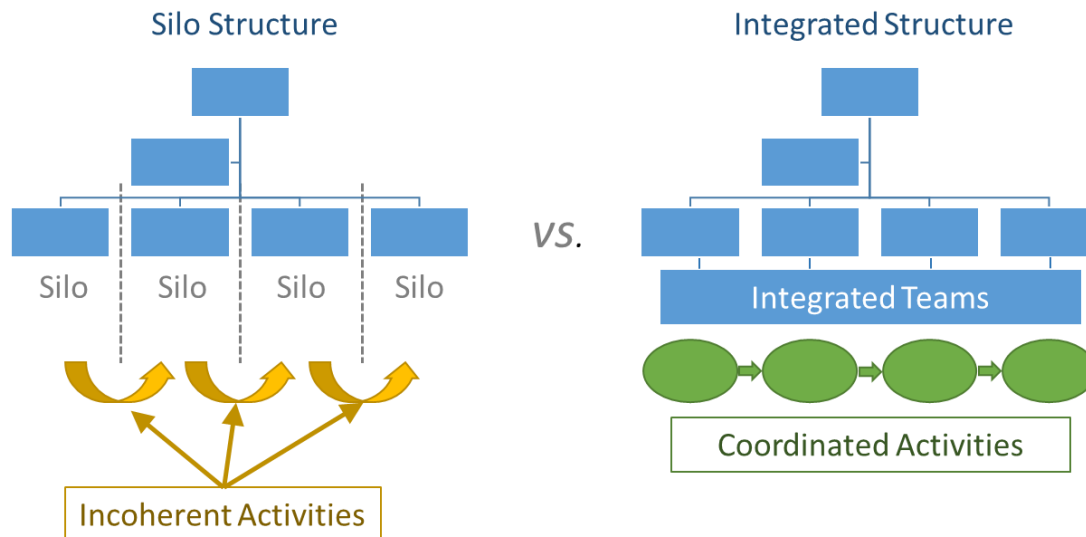 Silo Structure
Integrated Structure
vs.
Silo Silo Silo Silo
Integrated Teams
Coordinated Activities
Incoherent Activities